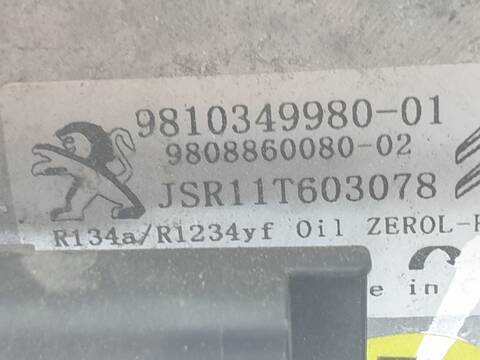 9810349980-01
9808860080-02
JSR11T603078
R134a/R1234yf Oil ZEROL-
in